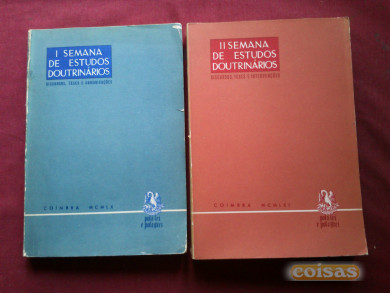 I SEMANA
DE ESTUDOS
DOUTRINÁRIOS
DISCURSOS, TESES E COMUNICAÇÕES
COIMBRA MCMLX
II SEMANA
DE ESTUDOS
DOUTRINÁRIOS
DISCURSOS, TESES E INTERVENÇÕES
COIMBRA MCMLXI
coisas